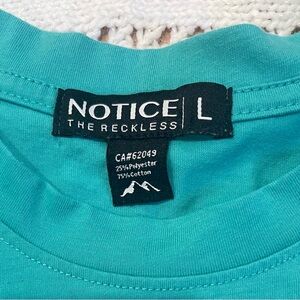 NOTICE L
THE RECKLESS
CA#62049
25%Polyester
75%Cotton